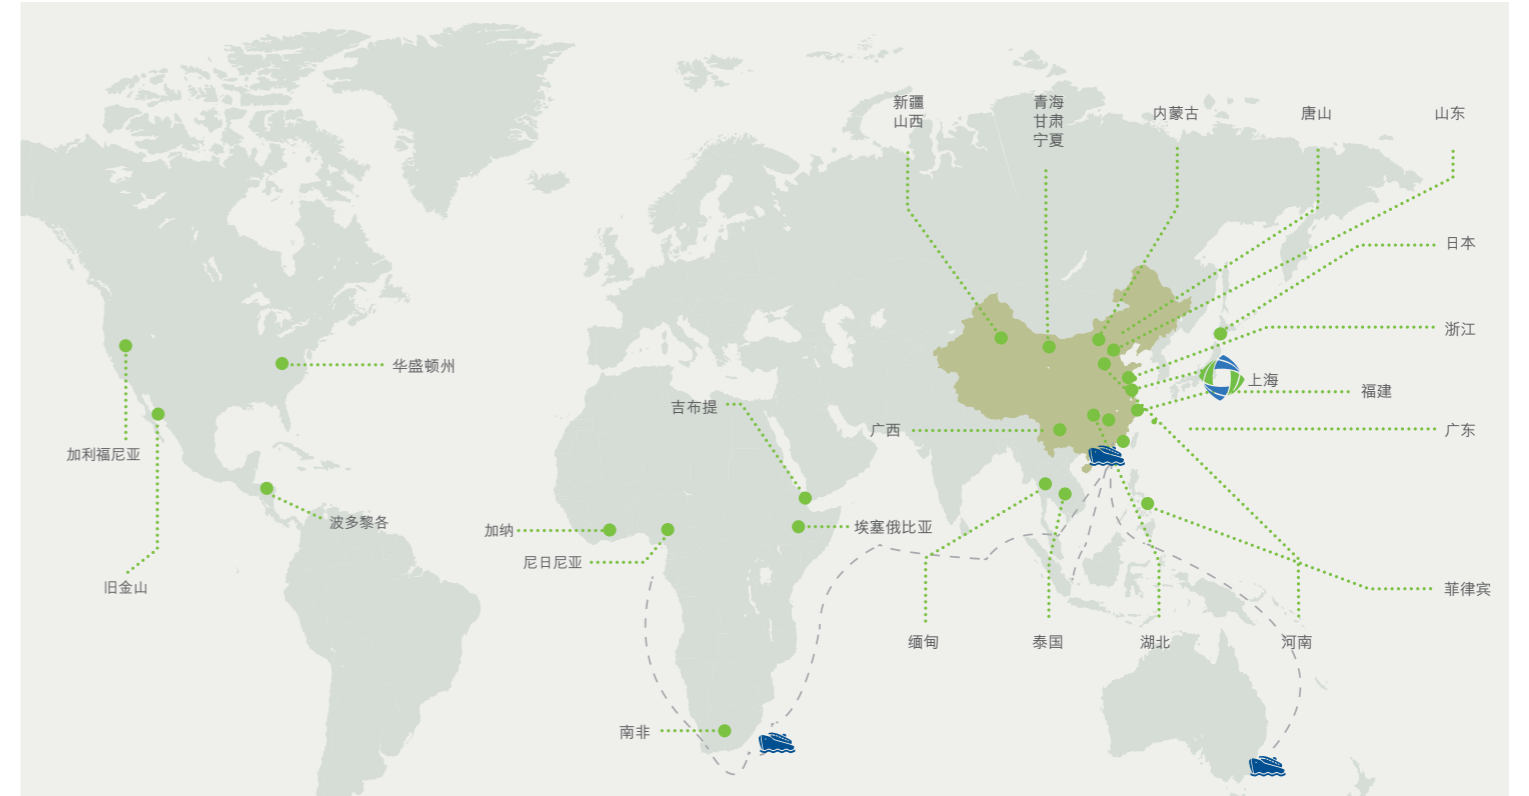 新疆
山西
青海
甘肃
宁夏
内蒙古
唐山
山东
日本
浙江
上海
福建
广东
华盛顿州
吉布提
广西
加利福尼亚
波多黎各
加纳
埃塞俄比亚
尼日尼亚
旧金山
菲律宾
缅甸
泰国
湖北
河南
南非